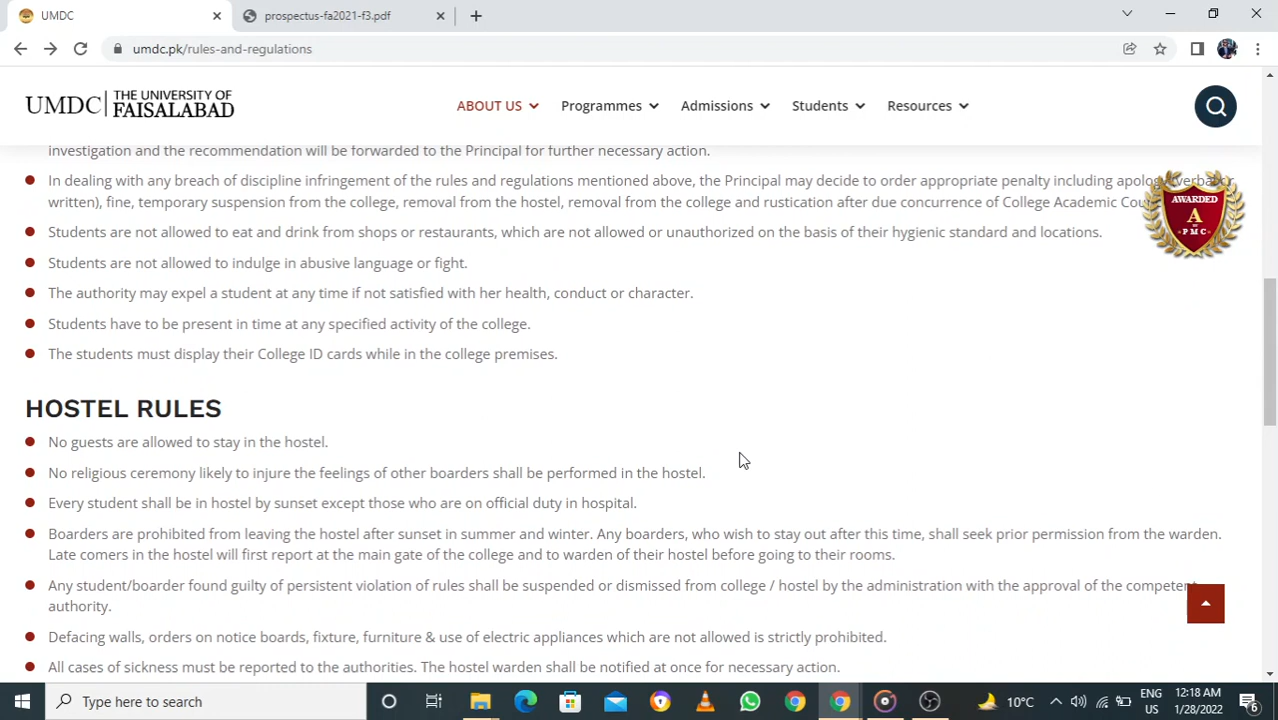 UMDC
prospectus-fa2021-f3.pdf
umdc.pk/rules-and-regulations
UMDC THE UNIVERSITY OF FAISALABAD
ABOUT US Programmes Admissions Students Resources
investigation and the recommendation will be forwarded to the Principal for further necessary action.
In dealing with any breach of discipline infringement of the rules and regulations mentioned above, the Principal may decide to order appropriate penalty including
written), fine, temporary suspension from the college, removal from the hostel, removal from the college and rustication after due concurrence of College Academic
AWARDED
A
PMC
Students are not allowed to eat and drink from shops or restaurants, which are not allowed or unauthorized on the basis of their hygienic standard and locations.
Students are not allowed to indulge in abusive language or fight.
The authority may expel a student at any time if not satisfied with her health, conduct or character.
Students have to be present in time at any specified activity of the college.
The students must display their College ID cards while in the college premises.
HOSTEL RULES
No guests are allowed to stay in the hostel.
No religious ceremony likely to injure the feelings of other boarders shall be performed in the hostel.
Every student shall be in hostel by sunset except those who are on official duty in hospital.
Boarders are prohibited from leaving the hostel after sunset in summer and winter. Any boarders, who wish to stay out after this time, shall seek prior permission from the warden.
Late comers in the hostel will first report at the main gate of the college and to warden of their hostel before going to their rooms.
Any student/boarder found guilty of persistent violation of rules shall be suspended or dismissed from college / hostel by the administration with the approval of the
authority.
Defacing walls, orders on notice boards, fixture, furniture & use of electric appliances which are not allowed is strictly prohibited.
All cases of sickness must be reported to the authorities. The hostel warden shall be notified at once for necessary action.
Type here to search
10°C
ENG
US
12:18 AM
1/28/2022
6